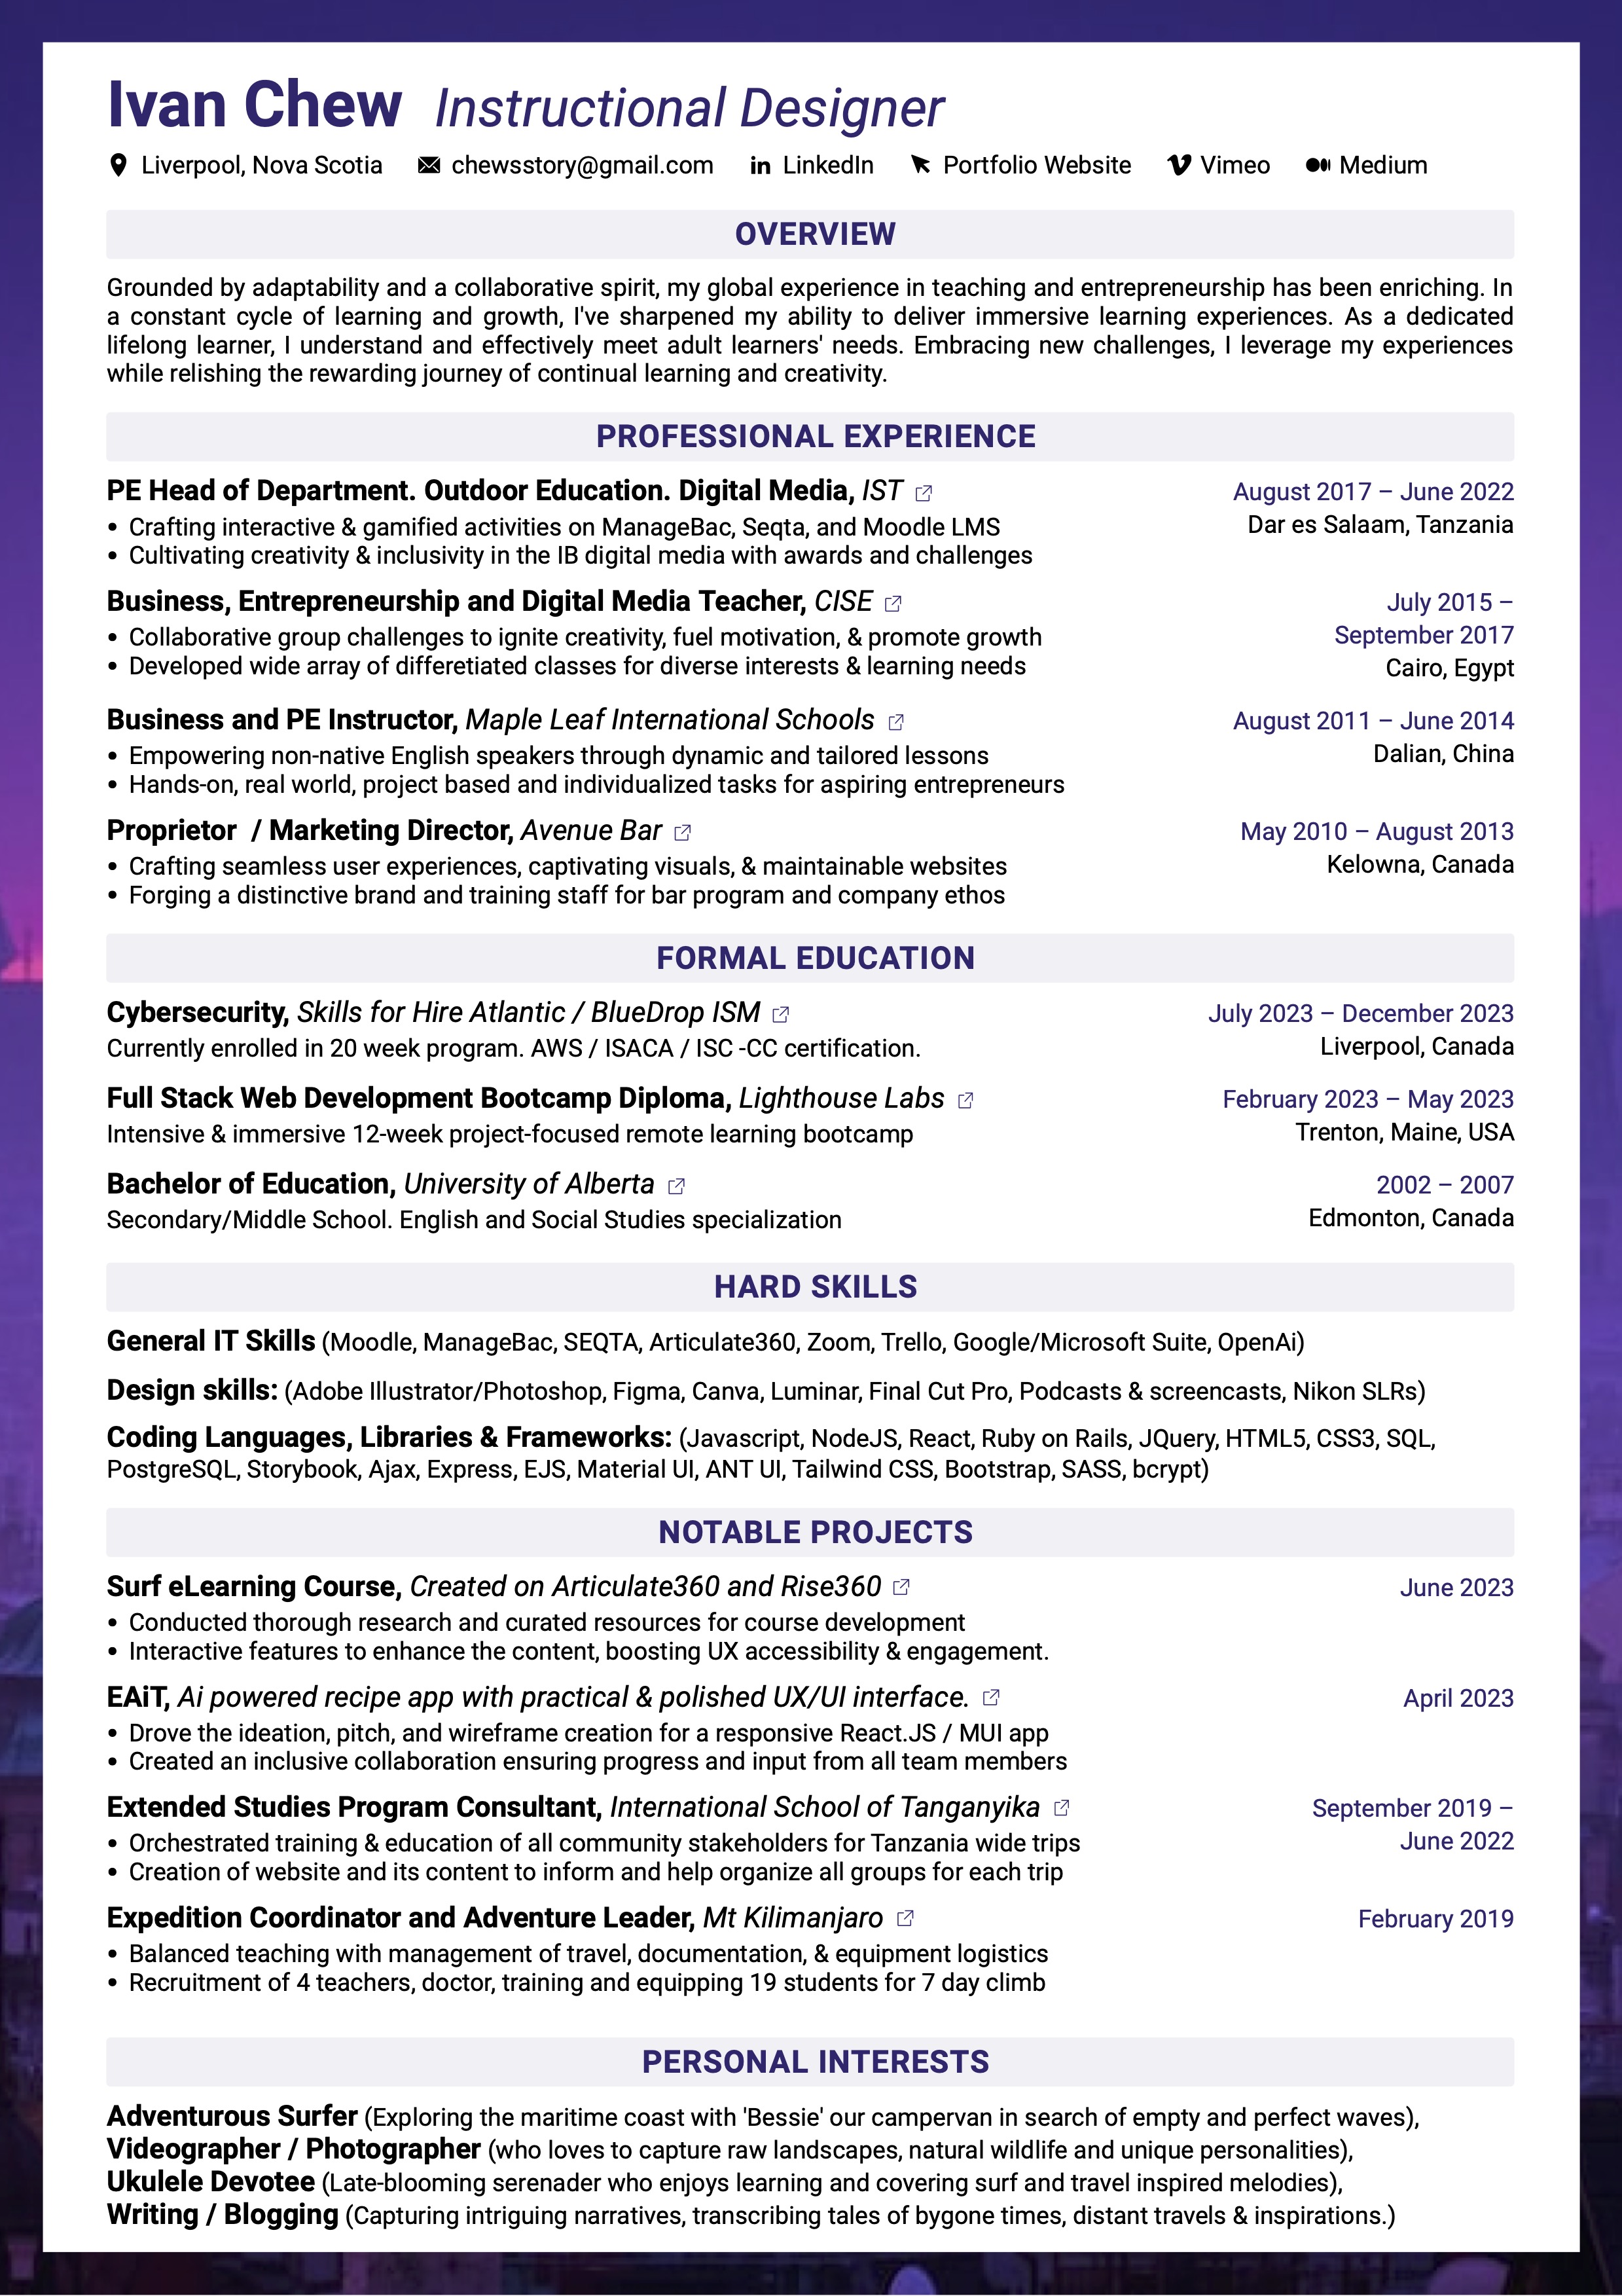 Ivan Chew Instructional Designer
Liverpool, Nova Scotia chewsstory@gmail.com LinkedIn Portfolio Website Vimeo Medium
OVERVIEW
Grounded by adaptability and a collaborative spirit, my global experience in teaching and entrepreneurship has been enriching. In
a constant cycle of learning and growth, I've sharpened my ability to deliver immersive learning experiences. As a dedicated
lifelong learner, I understand and effectively meet adult learners' needs. Embracing new challenges, I leverage my experiences
while relishing the rewarding journey of continual learning and creativity.
PROFESSIONAL EXPERIENCE
PE Head of Department. Outdoor Education. Digital Media, IST August 2017 – June 2022
Dar es Salaam, Tanzania
• Crafting interactive & gamified activities on ManageBac, Seqta, and Moodle LMS
• Cultivating creativity & inclusivity in the IB digital media with awards and challenges
Business, Entrepreneurship and Digital Media Teacher, CISE July 2015 –
September 2017
Cairo, Egypt
• Collaborative group challenges to ignite creativity, fuel motivation, & promote growth
• Developed wide array of differetiated classes for diverse interests & learning needs
Business and PE Instructor, Maple Leaf International Schools August 2011 – June 2014
Dalian, China
• Empowering non-native English speakers through dynamic and tailored lessons
• Hands-on, real world, project based and individualized tasks for aspiring entrepreneurs
Proprietor / Marketing Director, Avenue Bar May 2010 – August 2013
Kelowna, Canada
• Crafting seamless user experiences, captivating visuals, & maintainable websites
• Forging a distinctive brand and training staff for bar program and company ethos
FORMAL EDUCATION
Cybersecurity, Skills for Hire Atlantic / BlueDrop ISM July 2023 – December 2023
Currently enrolled in 20 week program. AWS / ISACA / ISC -CC certification. Liverpool, Canada
Full Stack Web Development Bootcamp Diploma, Lighthouse Labs February 2023 – May 2023
Intensive & immersive 12-week project-focused remote learning bootcamp Trenton, Maine, USA
Bachelor of Education, University of Alberta 2002 – 2007
Secondary/Middle School. English and Social Studies specialization Edmonton, Canada
HARD SKILLS
General IT Skills (Moodle, ManageBac, SEQTA, Articulate360, Zoom, Trello, Google/Microsoft Suite, OpenAi)
Design skills: (Adobe Illustrator/Photoshop, Figma, Canva, Luminar, Final Cut Pro, Podcasts & screencasts, Nikon SLRs)
Coding Languages, Libraries & Frameworks: (Javascript, NodeJS, React, Ruby on Rails, JQuery, HTML5, CSS3, SQL,
PostgreSQL, Storybook, Ajax, Express, EJS, Material UI, ANT UI, Tailwind CSS, Bootstrap, SASS, bcrypt)
NOTABLE PROJECTS
Surf eLearning Course, Created on Articulate360 and Rise360 June 2023
• Conducted thorough research and curated resources for course development
• Interactive features to enhance the content, boosting UX accessibility & engagement.
EAiT, Ai powered recipe app with practical & polished UX/UI interface. April 2023
• Drove the ideation, pitch, and wireframe creation for a responsive React.JS / MUI app
• Created an inclusive collaboration ensuring progress and input from all team members
Extended Studies Program Consultant, International School of Tanganyika September 2019 –
June 2022
• Orchestrated training & education of all community stakeholders for Tanzania wide trips
• Creation of website and its content to inform and help organize all groups for each trip
Expedition Coordinator and Adventure Leader, Mt Kilimanjaro February 2019
• Balanced teaching with management of travel, documentation, & equipment logistics
• Recruitment of 4 teachers, doctor, training and equipping 19 students for 7 day climb
PERSONAL INTERESTS
Adventurous Surfer (Exploring the maritime coast with 'Bessie' our campervan in search of empty and perfect waves),
Videographer / Photographer (who loves to capture raw landscapes, natural wildlife and unique personalities),
Ukulele Devotee (Late-blooming serenader who enjoys learning and covering surf and travel inspired melodies),
Writing / Blogging (Capturing intriguing narratives, transcribing tales of bygone times, distant travels & inspirations.)